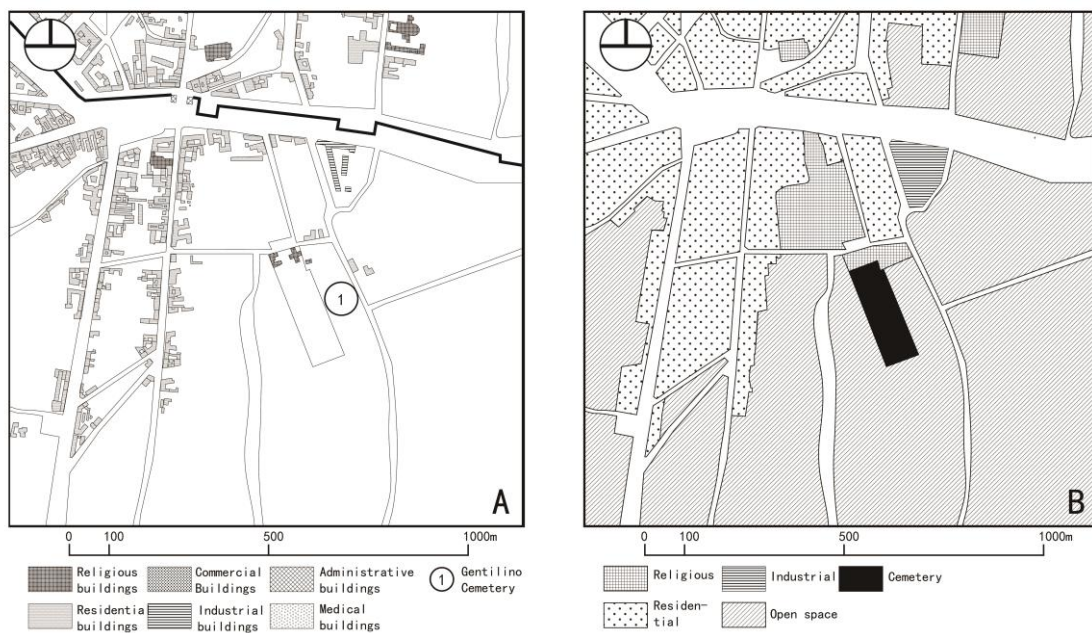 A
B
0 100 500 1000m
0 100 500 1000m
Religious buildings
Commercial Buildings
Administrative buildings
1 Gentilino Cemetery
Residentia buildings
Industrial buildings
Medical buildings
Religious
Industrial
Cemetery
Residen-
tial
Open space
1